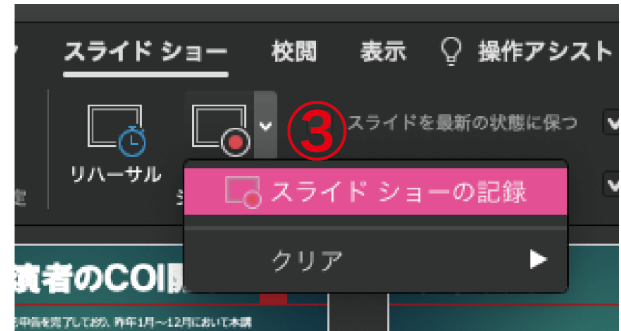 スライド ショー 校閲 表示 操作アシスト
③ スライドを最新の状態に保つ
リハーサル
スライド ショーの記録
クリア
演者のCOI開